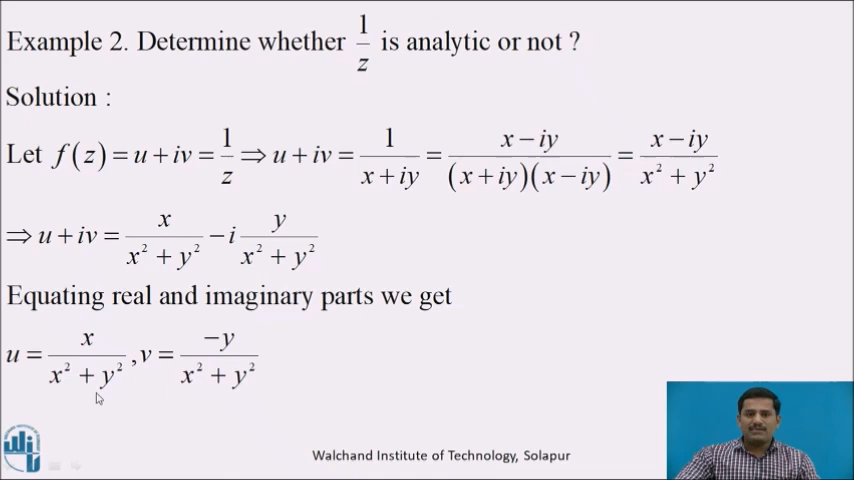 Example 2. Determine whether 1/z is analytic or not ?
Solution :
Let f(z) = u + iv = 1/z ⇒ u + iv = 1/(x + iy) = (x − iy)/((x + iy)(x − iy)) = (x − iy)/(x² + y²)
⇒ u + iv = x/(x² + y²) − i y/(x² + y²)
Equating real and imaginary parts we get
u = x/(x² + y²) , v = −y/(x² + y²)
Walchand Institute of Technology, Solapur